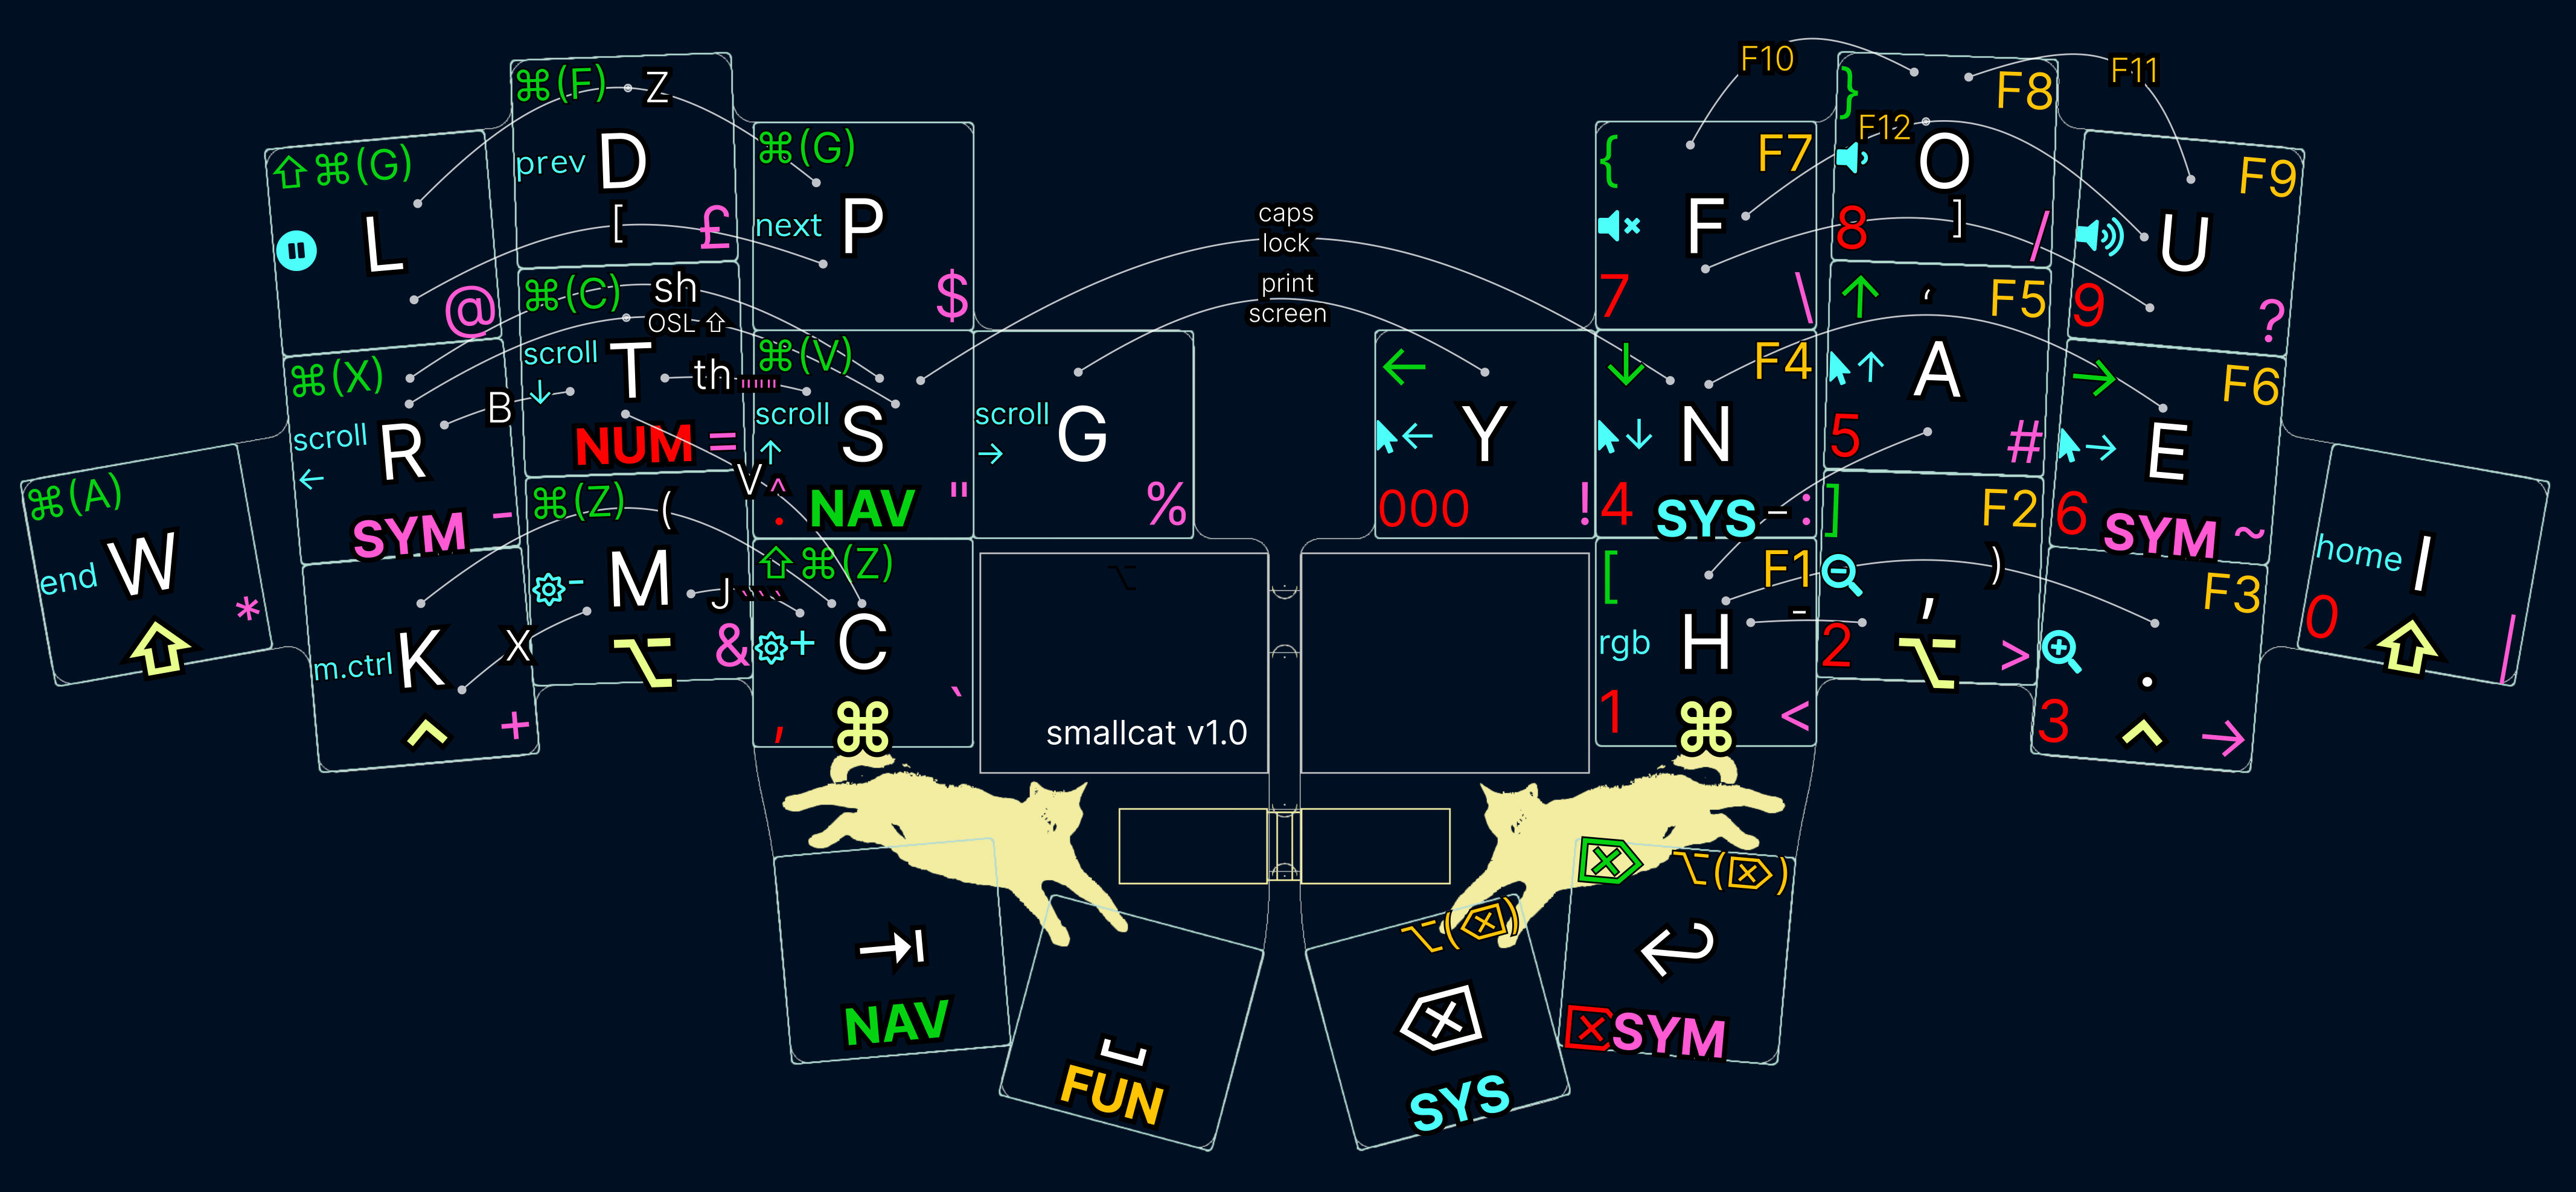 F10
F11
⌘(F)
Z
}
F8
⌘(G)
F12
{
F7
⇧⌘(G)
F9
prev
D
O
L
next
P
F
U
[
£
8
]
/
caps
lock
@
$
7
\
9
?
⌘(C)
sh
print
screen
↑
‘
F5
OSL ⇧
⌘(X)
scroll
↓
T
th
⌘(V)
←
↓
F4
↑
A
→
F6
B
scroll
←
R
scroll
↑
S
scroll
→
G
←
Y
↓
N
5
#
→
E
NUM
=
V
^
⌘(A)
SYM
-
⌘(Z)
(
.
NAV
"
%
000
!
4
SYS
–
:
]
F2
6
SYM
~
end
W
*
M
-
J
⇧⌘(Z)
⌥
[
F1
)
F3
home
I
m.ctrl
K
X
⌥
&
+
C
rgb
H
-
2
,
⌥
>
0
|
^
+
,
⌘
`
smallcat v1.0
1
⌘
<
3
.
^
→
⌥(⌦)
⌥(⌫)
NAV
FUN
SYS
SYM